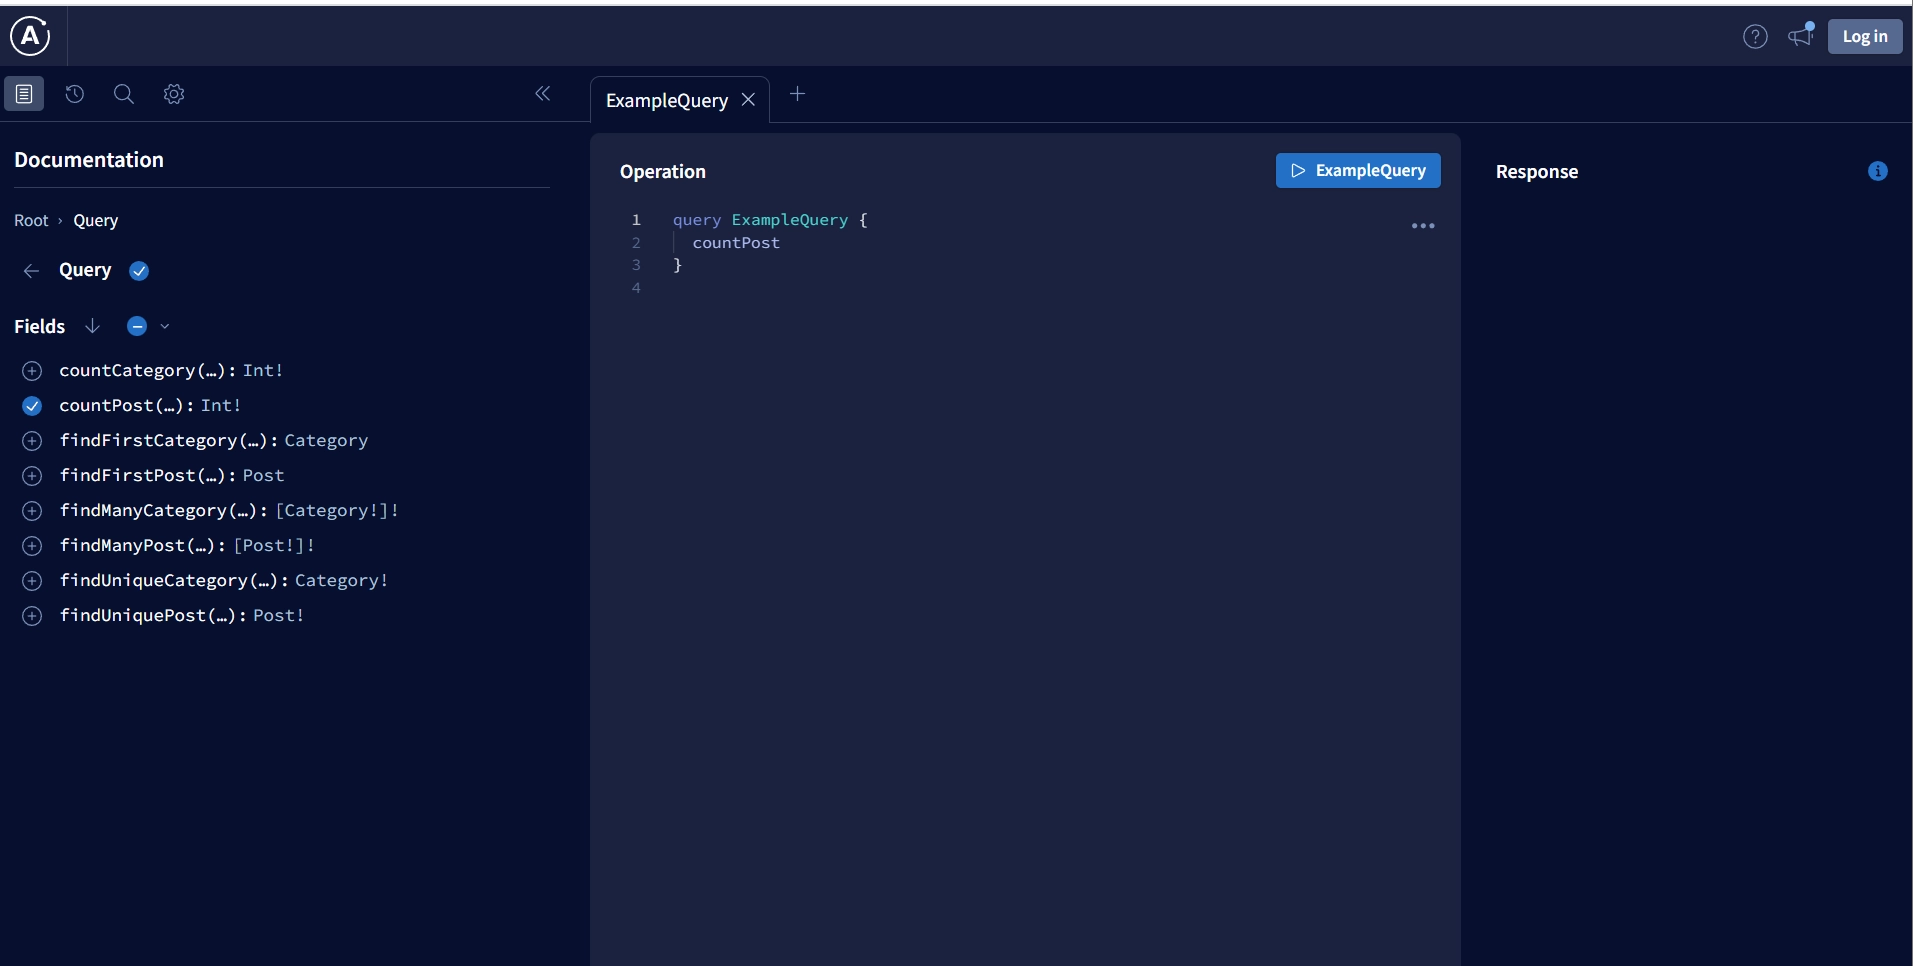 A
Log in
ExampleQuery
Documentation
Root › Query
Query
Fields
countCategory(…): Int!
countPost(…): Int!
findFirstCategory(…): Category
findFirstPost(…): Post
findManyCategory(…): [Category!]!
findManyPost(…): [Post!]!
findUniqueCategory(…): Category!
findUniquePost(…): Post!
Operation
ExampleQuery
1 query ExampleQuery {
2 countPost
3 }
4
Response